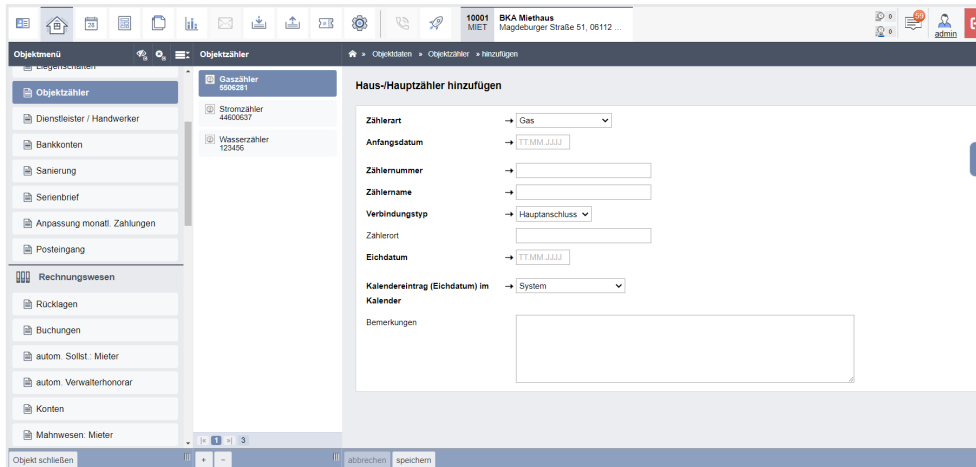 28
10001
MIET
BKA Miethaus
Magdeburger Straße 51, 06112 ...
0
0
59
admin
Objektmenü
Objektzähler
» Objektdaten » Objektzähler » hinzufügen
Liegenschaften
Objektzähler
Dienstleister / Handwerker
Bankkonten
Sanierung
Serienbrief
Anpassung monatl. Zahlungen
Posteingang
Rechnungswesen
Rücklagen
Buchungen
autom. Sollst.: Mieter
autom. Verwalterhonorar
Konten
Mahnwesen: Mieter
Objekt schließen
Gaszähler
5506281
Stromzähler
44600637
Wasserzähler
123456
|« 1 »| 3
+ −
Haus-/Hauptzähler hinzufügen
Zählerart → Gas
Anfangsdatum → TT.MM.JJJJ
Zählernummer →
Zählername →
Verbindungstyp → Hauptanschluss
Zählerort
Eichdatum → TT.MM.JJJJ
Kalendereintrag (Eichdatum) im → System
Kalender
Bemerkungen
abbrechen speichern